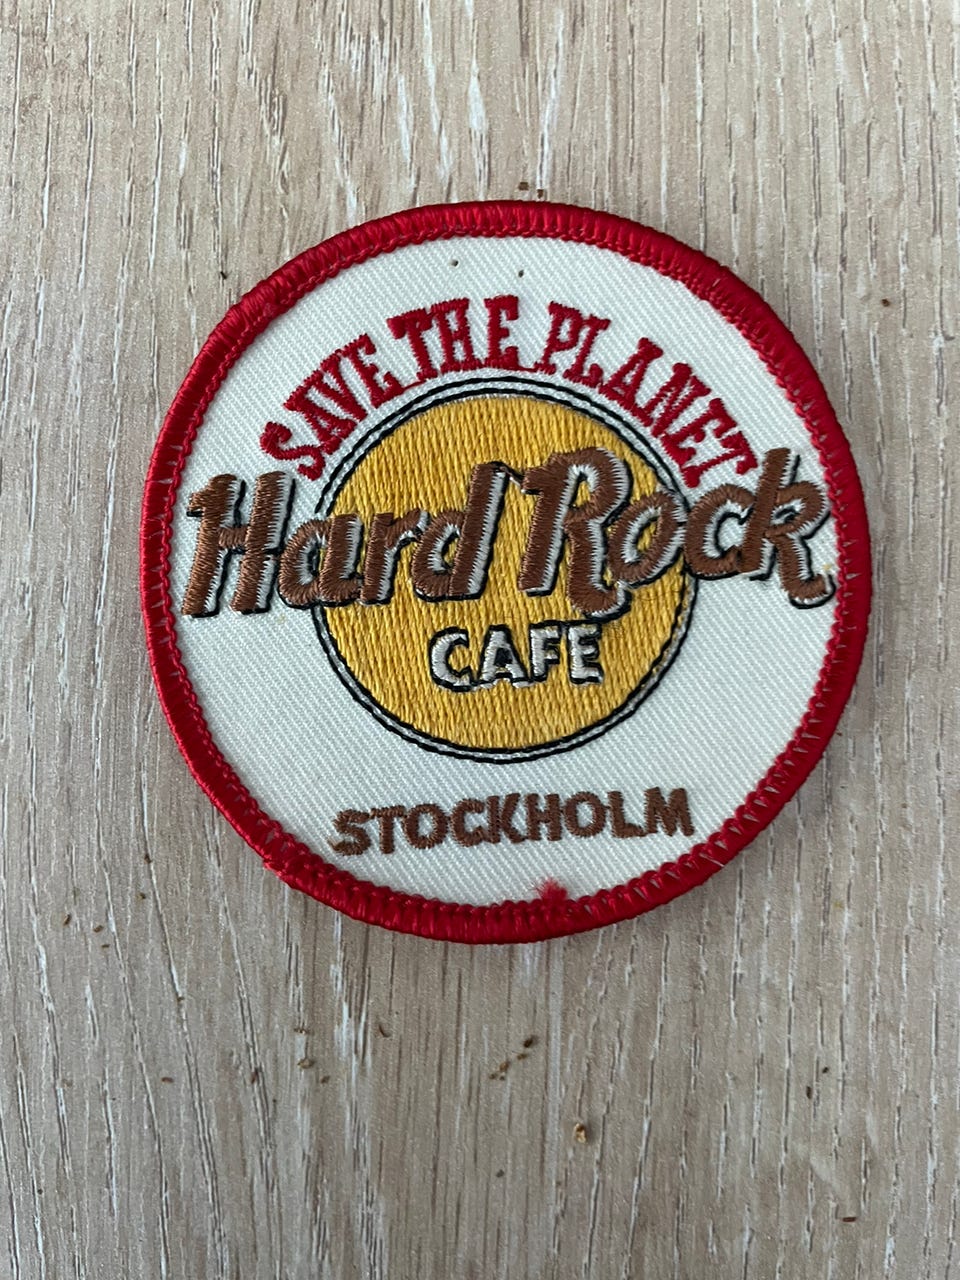 SAVE THE PLANET
Hard Rock
CAFE
STOCKHOLM